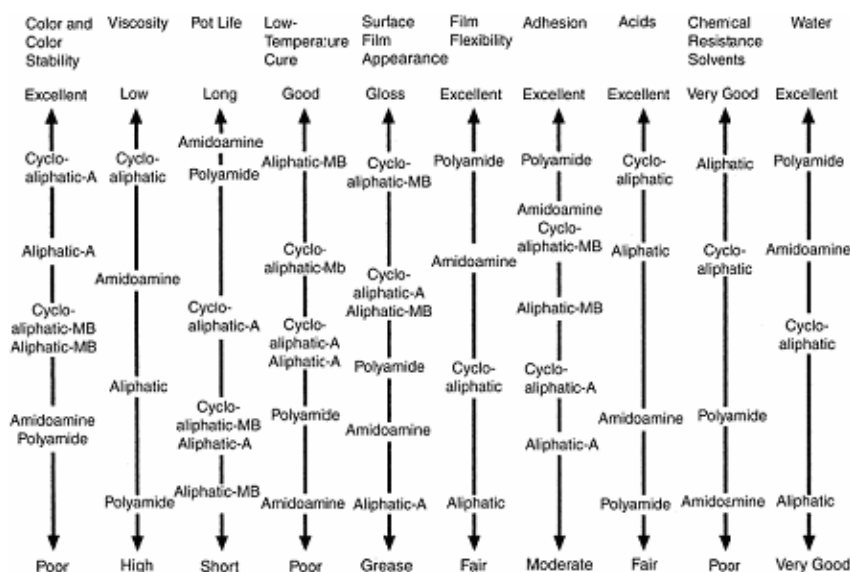 Color and
Color
Stability
Excellent
Cyclo-
aliphatic-A
Aliphatic-A
Cyclo-
aliphatic-MB
Aliphatic-MB
Amidoamine
Polyamide
Poor
Viscosity
Low
Cyclo-
aliphatic
Amidoamine
Aliphatic
Polyamide
High
Pot Life
Long
Amidoamine
Polyamide
Cyclo-
aliphatic-A
Cyclo-
aliphatic-MB
Aliphatic-A
Aliphatic-MB
Short
Low-
Temperature
Cure
Good
Aliphatic-MB
Cyclo-
aliphatic-Mb
Cyclo-
aliphatic-A
Aliphatic-A
Polyamide
Amidoamine
Poor
Surface
Film
Appearance
Gloss
Cyclo-
aliphatic-MB
Cyclo-
aliphatic-A
Aliphatic-MB
Polyamide
Amidoamine
Aliphatic-A
Grease
Film
Flexibility
Excellent
Polyamide
Amidoamine
Cyclo-
aliphatic
Aliphatic
Fair
Adhesion
Excellent
Polyamide
Amidoamine
Cyclo-
aliphatic-MB
Aliphatic-MB
Cyclo-
aliphatic-A
Aliphatic-A
Moderate
Acids
Excellent
Cyclo-
aliphatic
Aliphatic
Amidoamine
Polyamide
Fair
Chemical
Resistance
Solvents
Very Good
Aliphatic
Cyclo-
aliphatic
Polyamide
Amidoamine
Poor
Water
Excellent
Polyamide
Amidoamine
Cyclo-
aliphatic
Aliphatic
Very Good